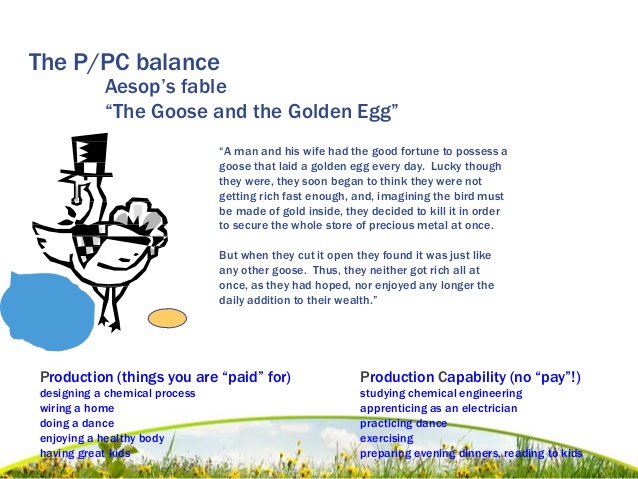 The P/PC balance
Aesop’s fable
“The Goose and the Golden Egg”
“A man and his wife had the good fortune to possess a
goose that laid a golden egg every day.  Lucky though
they were, they soon began to think they were not
getting rich fast enough, and, imagining the bird must
be made of gold inside, they decided to kill it in order
to secure the whole store of precious metal at once.
But when they cut it open they found it was just like
any other goose.  Thus, they neither got rich all at
once, as they had hoped, nor enjoyed any longer the
daily addition to their wealth.”
Production (things you are “paid” for)
designing a chemical process
wiring a home
doing a dance
enjoying a healthy body
having great kids
Production Capability (no “pay”!)
studying chemical engineering
apprenticing as an electrician
practicing dance
exercising
preparing evening dinners, reading to kids